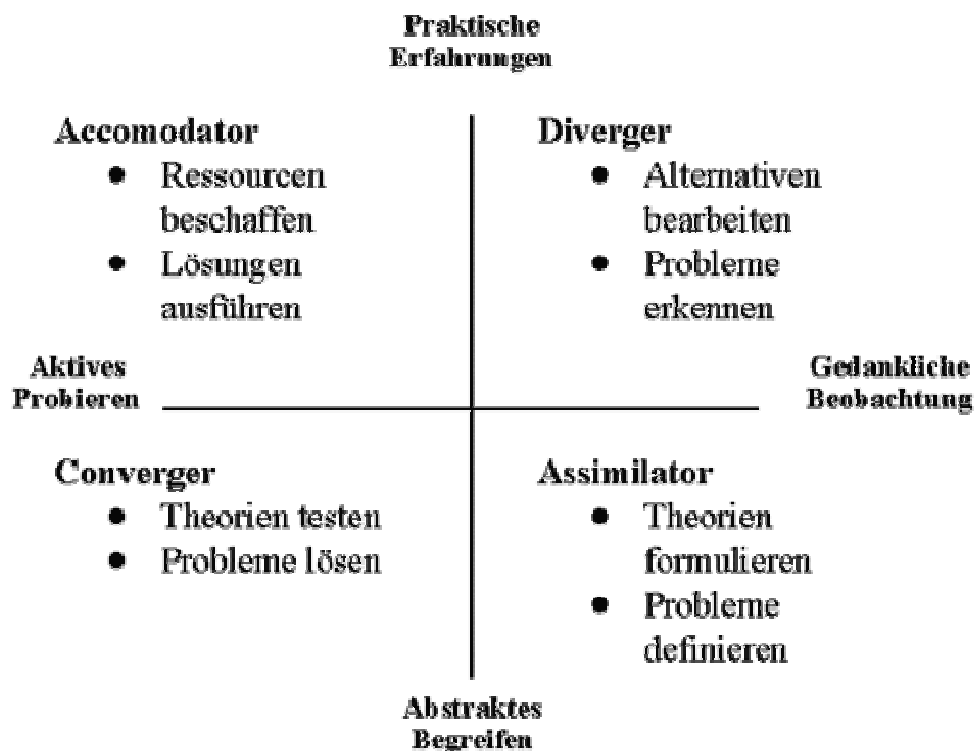 Praktische
Erfahrungen
Accomodator
• Ressourcen
beschaffen
• Lösungen
ausführen
Diverger
• Alternativen
bearbeiten
• Probleme
erkennen
Aktives
Probieren
Gedankliche
Beobachtung
Converger
• Theorien testen
• Probleme lösen
Assimilator
• Theorien
formulieren
• Probleme
definieren
Abstraktes
Begreifen